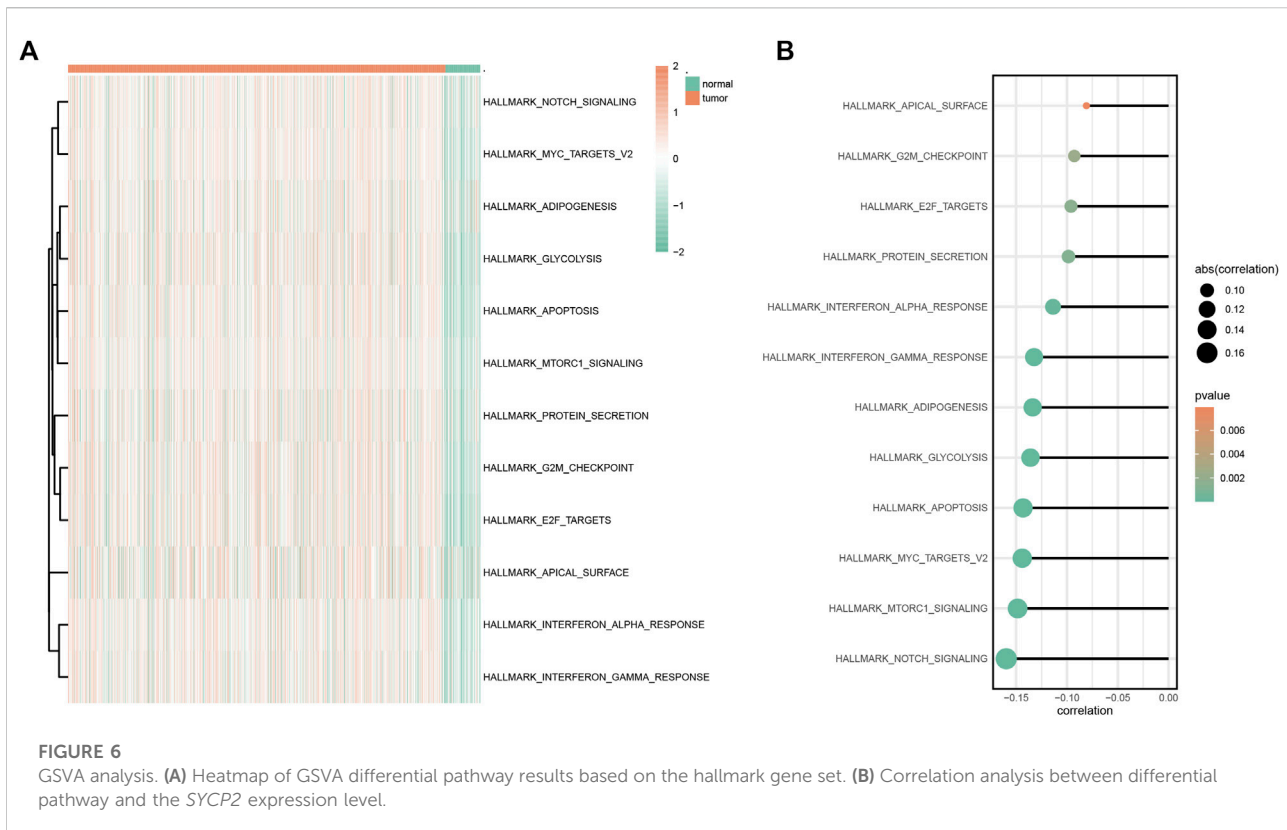 A
.
HALLMARK_NOTCH_SIGNALING
HALLMARK_MYC_TARGETS_V2
HALLMARK_ADIPOGENESIS
HALLMARK_GLYCOLYSIS
HALLMARK_APOPTOSIS
HALLMARK_MTORC1_SIGNALING
HALLMARK_PROTEIN_SECRETION
HALLMARK_G2M_CHECKPOINT
HALLMARK_E2F_TARGETS
HALLMARK_APICAL_SURFACE
HALLMARK_INTERFERON_ALPHA_RESPONSE
HALLMARK_INTERFERON_GAMMA_RESPONSE
2
1
0
−1
−2
.
normal
tumor
B
HALLMARK_APICAL_SURFACE
HALLMARK_G2M_CHECKPOINT
HALLMARK_E2F_TARGETS
HALLMARK_PROTEIN_SECRETION
HALLMARK_INTERFERON_ALPHA_RESPONSE
HALLMARK_INTERFERON_GAMMA_RESPONSE
HALLMARK_ADIPOGENESIS
HALLMARK_GLYCOLYSIS
HALLMARK_APOPTOSIS
HALLMARK_MYC_TARGETS_V2
HALLMARK_MTORC1_SIGNALING
HALLMARK_NOTCH_SIGNALING
−0.15 −0.10 −0.05 0.00
correlation
abs(correlation)
0.10
0.12
0.14
0.16
pvalue
0.006
0.004
0.002
FIGURE 6
GSVA analysis. (A) Heatmap of GSVA differential pathway results based on the hallmark gene set. (B) Correlation analysis between differential
pathway and the SYCP2 expression level.